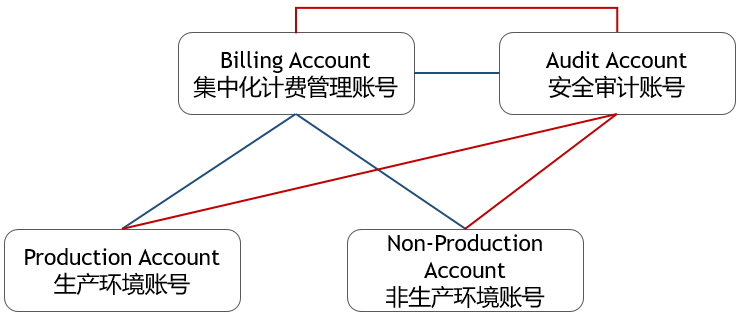 Billing Account
集中化计费管理账号
Audit Account
安全审计账号
Production Account
生产环境账号
Non-Production
Account
非生产环境账号